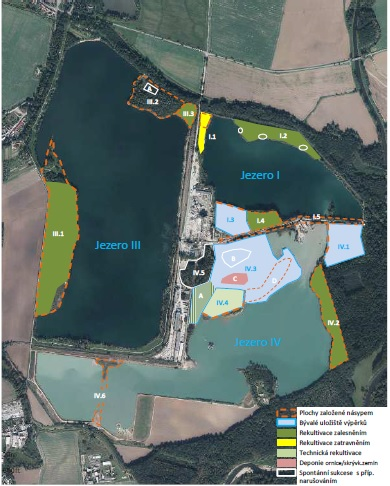 A
III.2
III.3
I.1
I.2
Jezero I
III.1
Jezero III
I.3
I.4
I.5
IV.1
B
IV.3
IV.5
C
D
A
IV.4
IV.2
Jezero IV
IV.6
Plochy založené násypem
Bývalé uložiště výpěrků
Rekultivace zalesněním
Rekultivace zatravněním
Technická rekultivace
Deponie ornice/skrývk.zemin
Spontánní sukcese s příp.
narušováním